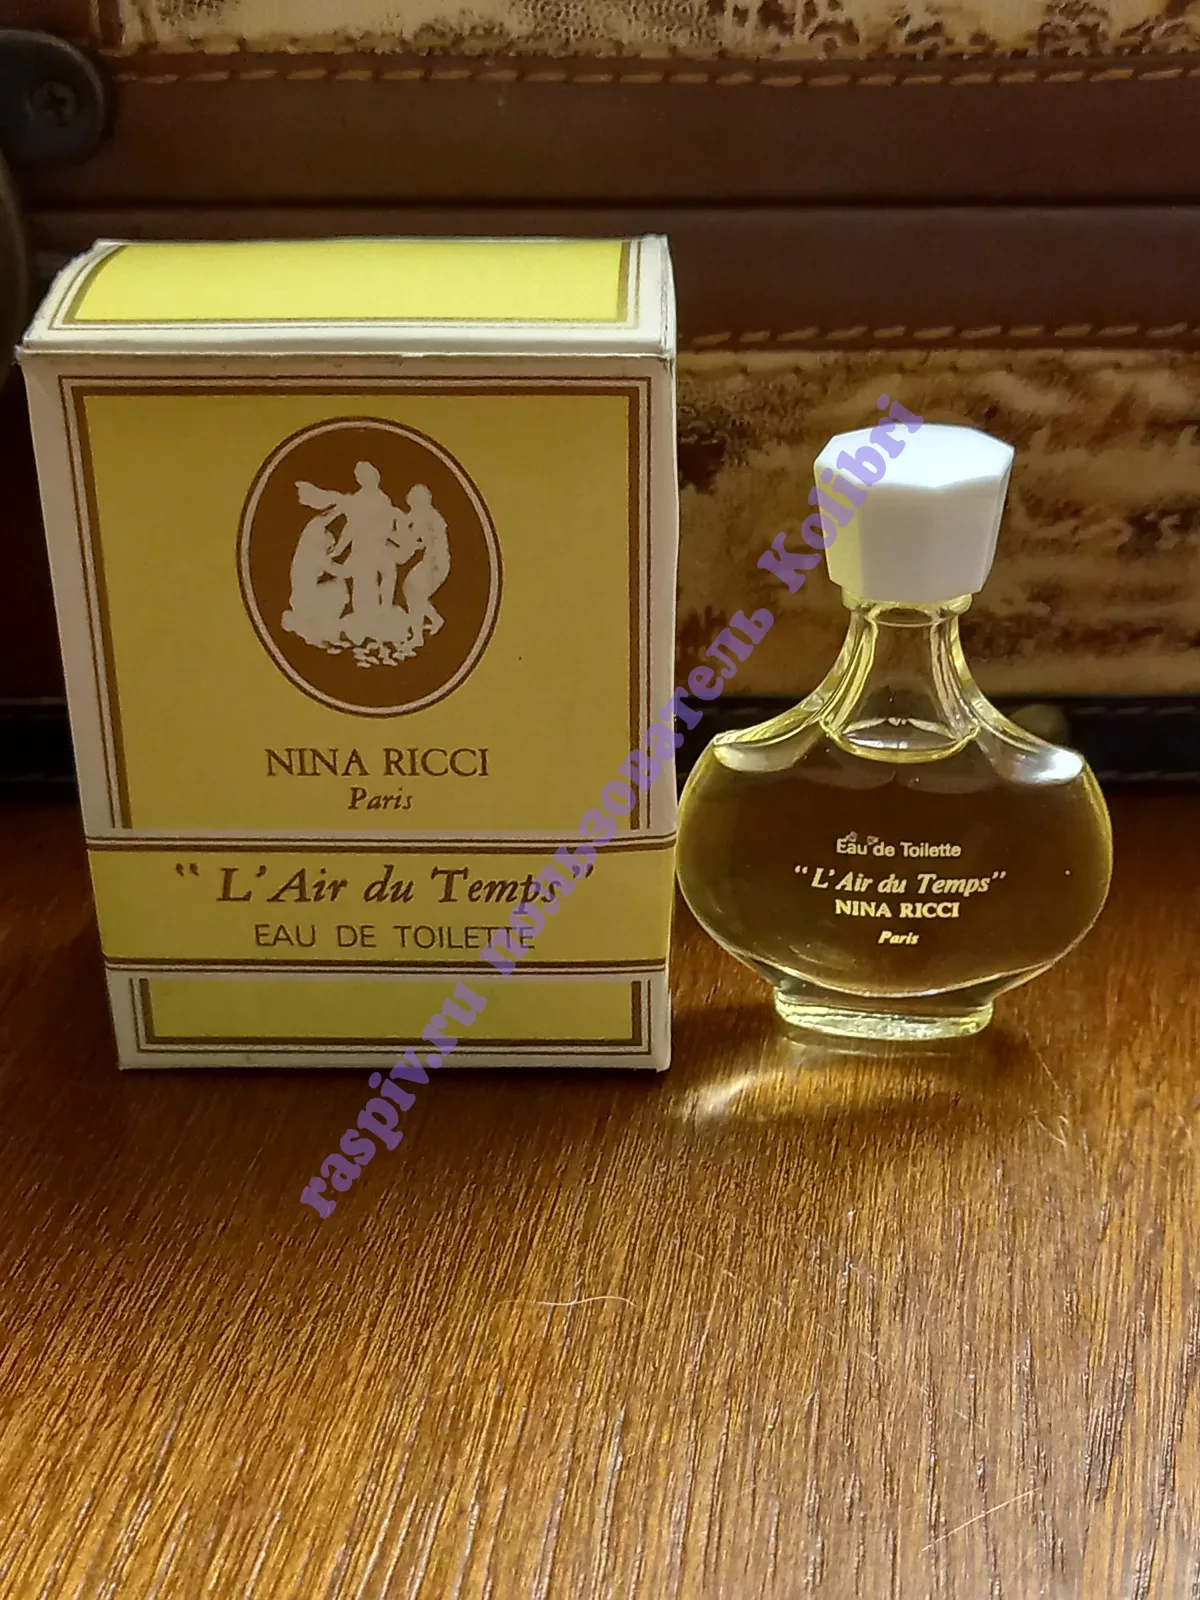 NINA RICCI
Paris
"L'Air du Temps"
EAU DE TOILETTE
Eau de Toilette
"L'Air du Temps"
NINA RICCI
Paris
raspiv.ru пользователь Kolibri